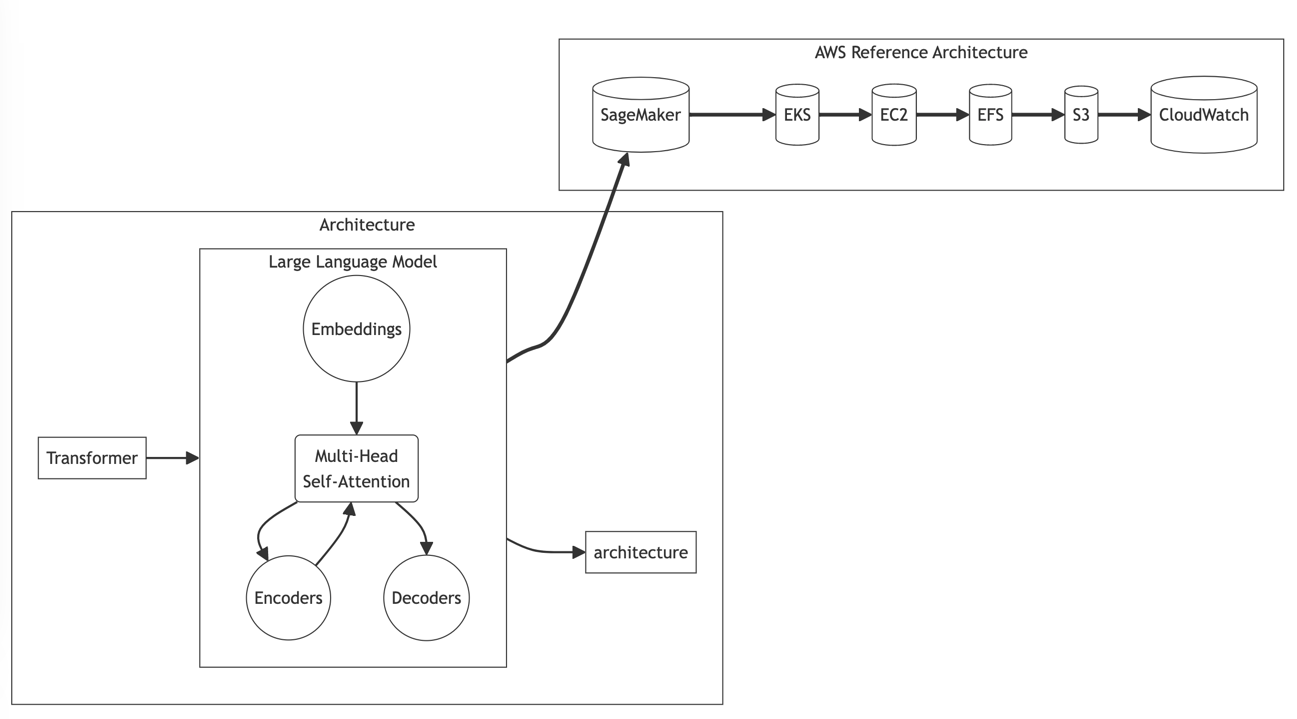 AWS Reference Architecture
SageMaker
EKS
EC2
EFS
S3
CloudWatch
Architecture
Large Language Model
Embeddings
Transformer
Multi-Head
Self-Attention
architecture
Encoders
Decoders